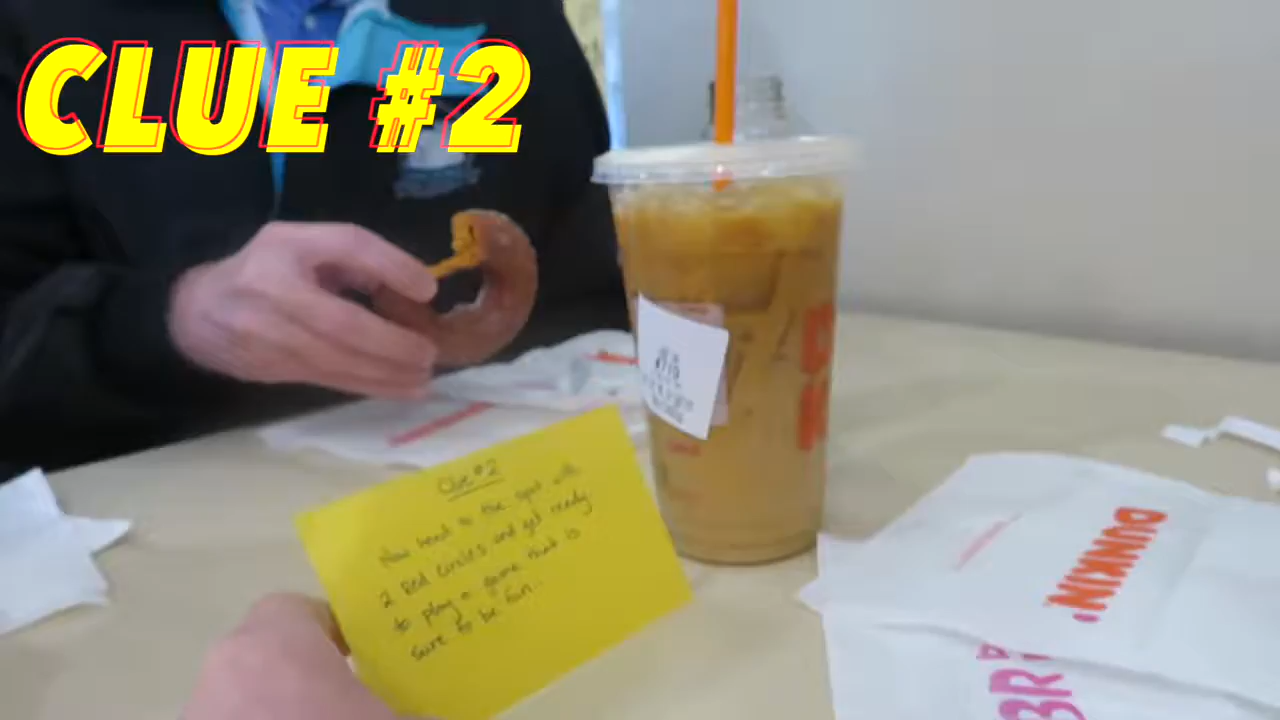 CLUE #2
Clue #2
Now head to the spot with
2 Red circles and get ready
to play a game that is
sure to be fun...
DUNKIN'